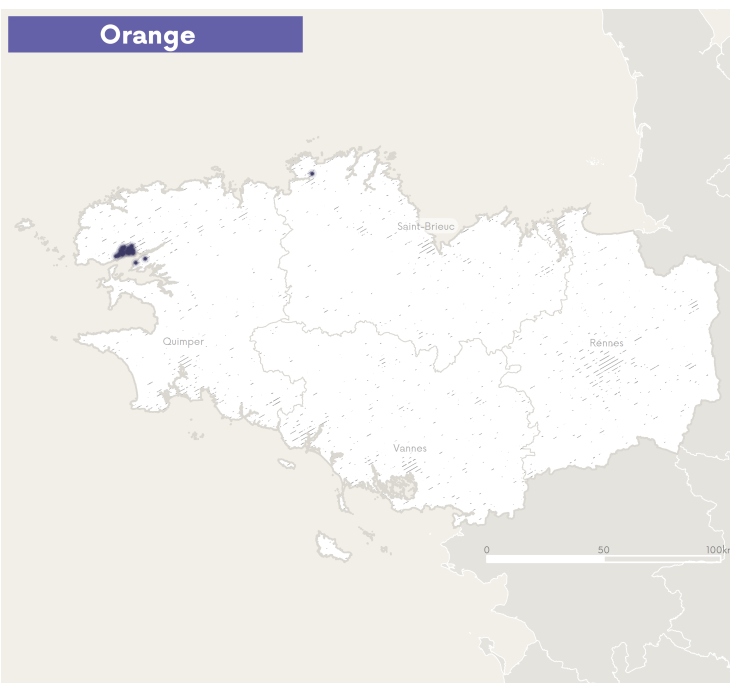 Orange
Saint-Brieuc
Quimper
Rennes
Vannes
0 50 100km